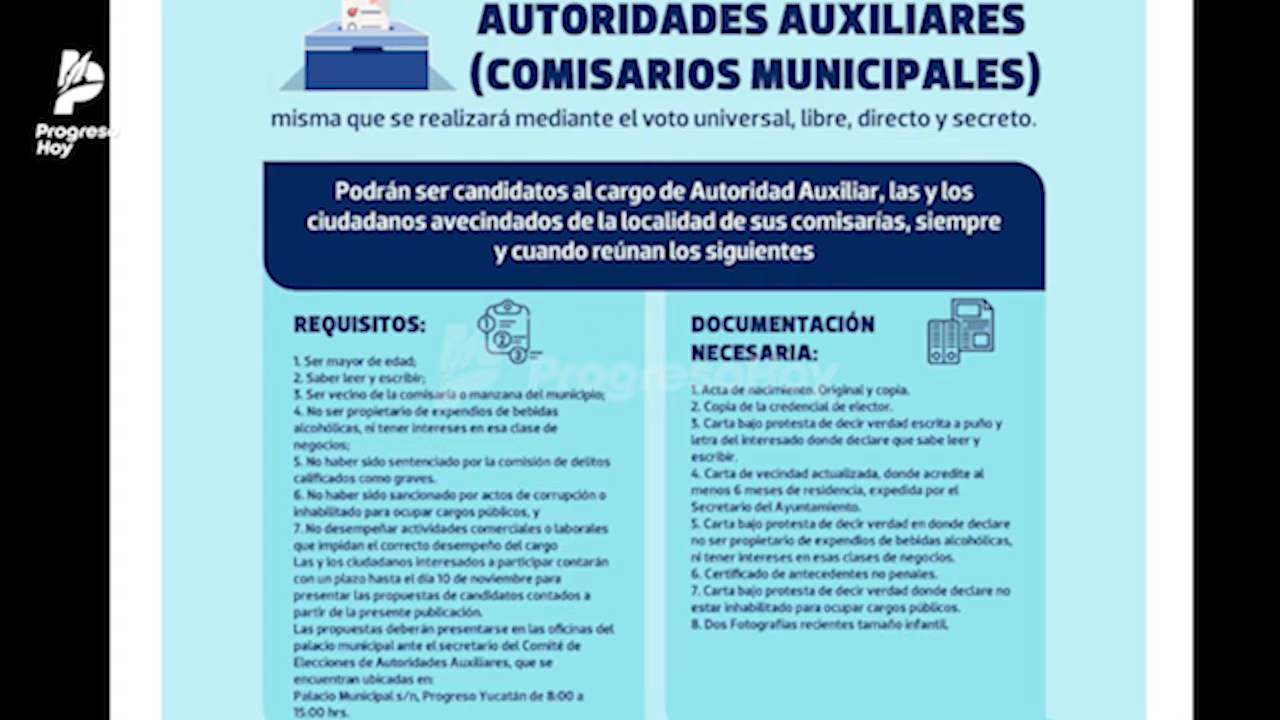 Progreso
Hoy
AUTORIDADES AUXILIARES
(COMISARIOS MUNICIPALES)
misma que se realizará mediante el voto universal, libre, directo y secreto.
Podrán ser candidatos al cargo de Autoridad Auxiliar, las y los
ciudadanos avecindados de la localidad de sus comisarías, siempre
y cuando reúnan los siguientes
REQUISITOS:
1
2
3
1. Ser mayor de edad;
2. Saber leer y escribir;
3. Ser vecino de la comisaría o manzana del municipio;
4. No ser propietario de expendios de bebidas
alcohólicas, ni tener intereses en esa clase de
negocios;
5. No haber sido sentenciado por la comisión de delitos
calificados como graves.
6. No haber sido sancionado por actos de corrupción o
inhabilitado para ocupar cargos públicos, y
7. No desempeñar actividades comerciales o laborales
que impidan el correcto desempeño del cargo
Las y los ciudadanos interesados a participar contarán
con un plazo hasta el día 10 de noviembre para
presentar las propuestas de candidatos contados a
partir de la presente publicación.
Las propuestas deberán presentarse en las oficinas del
palacio municipal ante el secretario del Comité de
Elecciones de Autoridades Auxiliares, que se
encuentran ubicadas en:
Palacio Municipal s/n, Progreso Yucatán de 8:00 a
15:00 hrs.
DOCUMENTACIÓN
NECESARIA:
1. Acta de nacimiento. Original y copia.
2. Copia de la credencial de elector.
3. Carta bajo protesta de decir verdad escrita a puño y
letra del interesado donde declare que sabe leer y
escribir.
4. Carta de vecindad actualizada, donde acredite al
menos 6 meses de residencia, expedida por el
Secretario del Ayuntamiento.
5. Carta bajo protesta de decir verdad en donde declare
no ser propietario de expendios de bebidas alcohólicas,
ni tener intereses en esas clases de negocios.
6. Certificado de antecedentes no penales.
7. Carta bajo protesta de decir verdad donde declare no
estar inhabilitado para ocupar cargos públicos.
8. Dos Fotografías recientes tamaño infantil.
ProgresoHoy